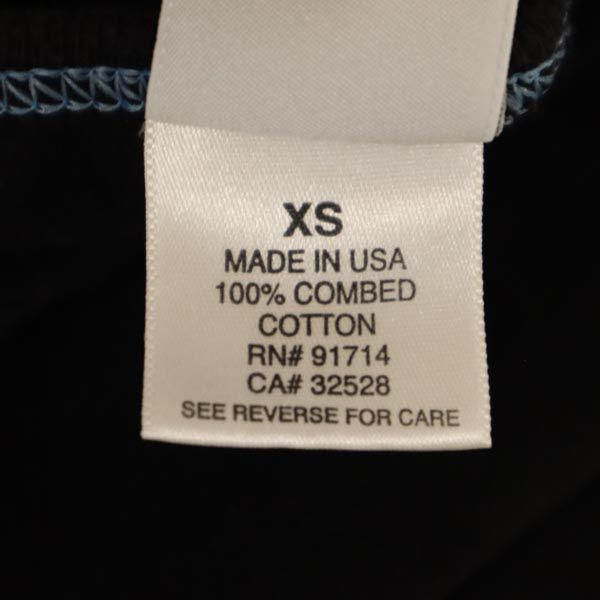 XS
MADE IN USA
100% COMBED
COTTON
RN# 91714
CA# 32528
SEE REVERSE FOR CARE